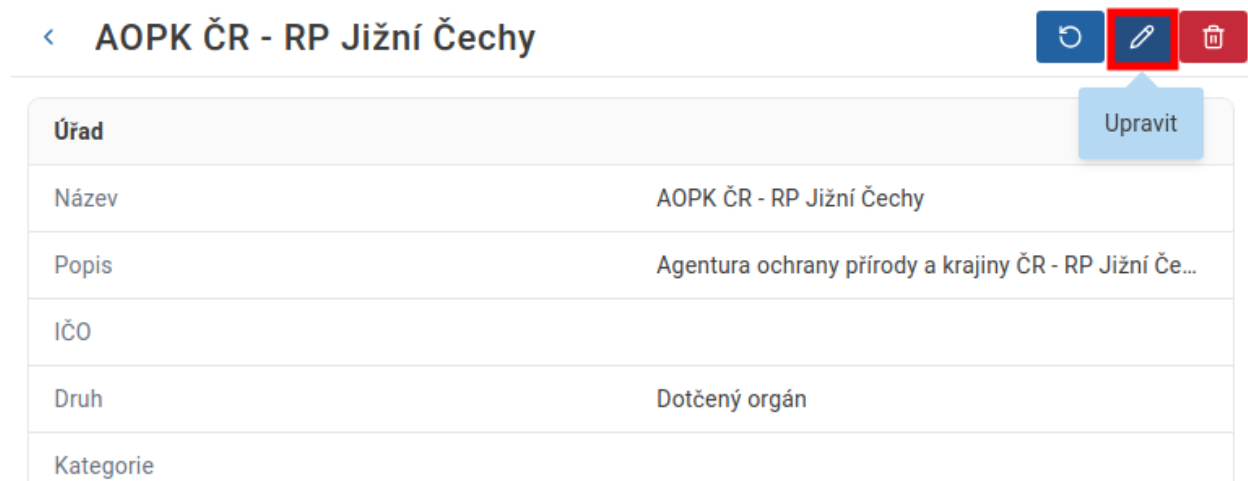 AOPK ČR - RP Jižní Čechy
Upravit
Úřad
Název AOPK ČR - RP Jižní Čechy
Popis Agentura ochrany přírody a krajiny ČR - RP Jižní Če...
IČO
Druh Dotčený orgán
Kategorie